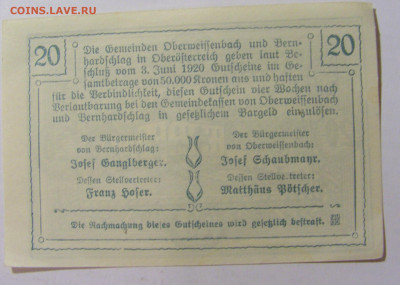 COINS.LAVE.RU
20
20
Die Gemeinden Oberweissenbach und Bern-
hardschlag in Oberösterreich geben laut Be-
schluß vom 3. Juni 1920 Gutscheine im Ge-
samtbetrage von 50.000 Kronen aus und haften
für die Verbindlichkeit, diesen Gutschein vier Wochen nach
Verlautbarung bei den Gemeindekassen von Oberweissenbach
und Bernhardschlag in gesetzlichem Bargeld einzulösen.
Der Bürgermeister
von Bernhardschlag:
Josef Ganglberger.
Dessen Stellvertreter:
Franz Hofer.
Der Bürgermeister
von Oberweissenbach:
Josef Schaubmayr.
Dessen Stellvertreter:
Matthäus Pötscher.
Die Nachmachung dieses Gutscheines wird gesetzlich bestraft.